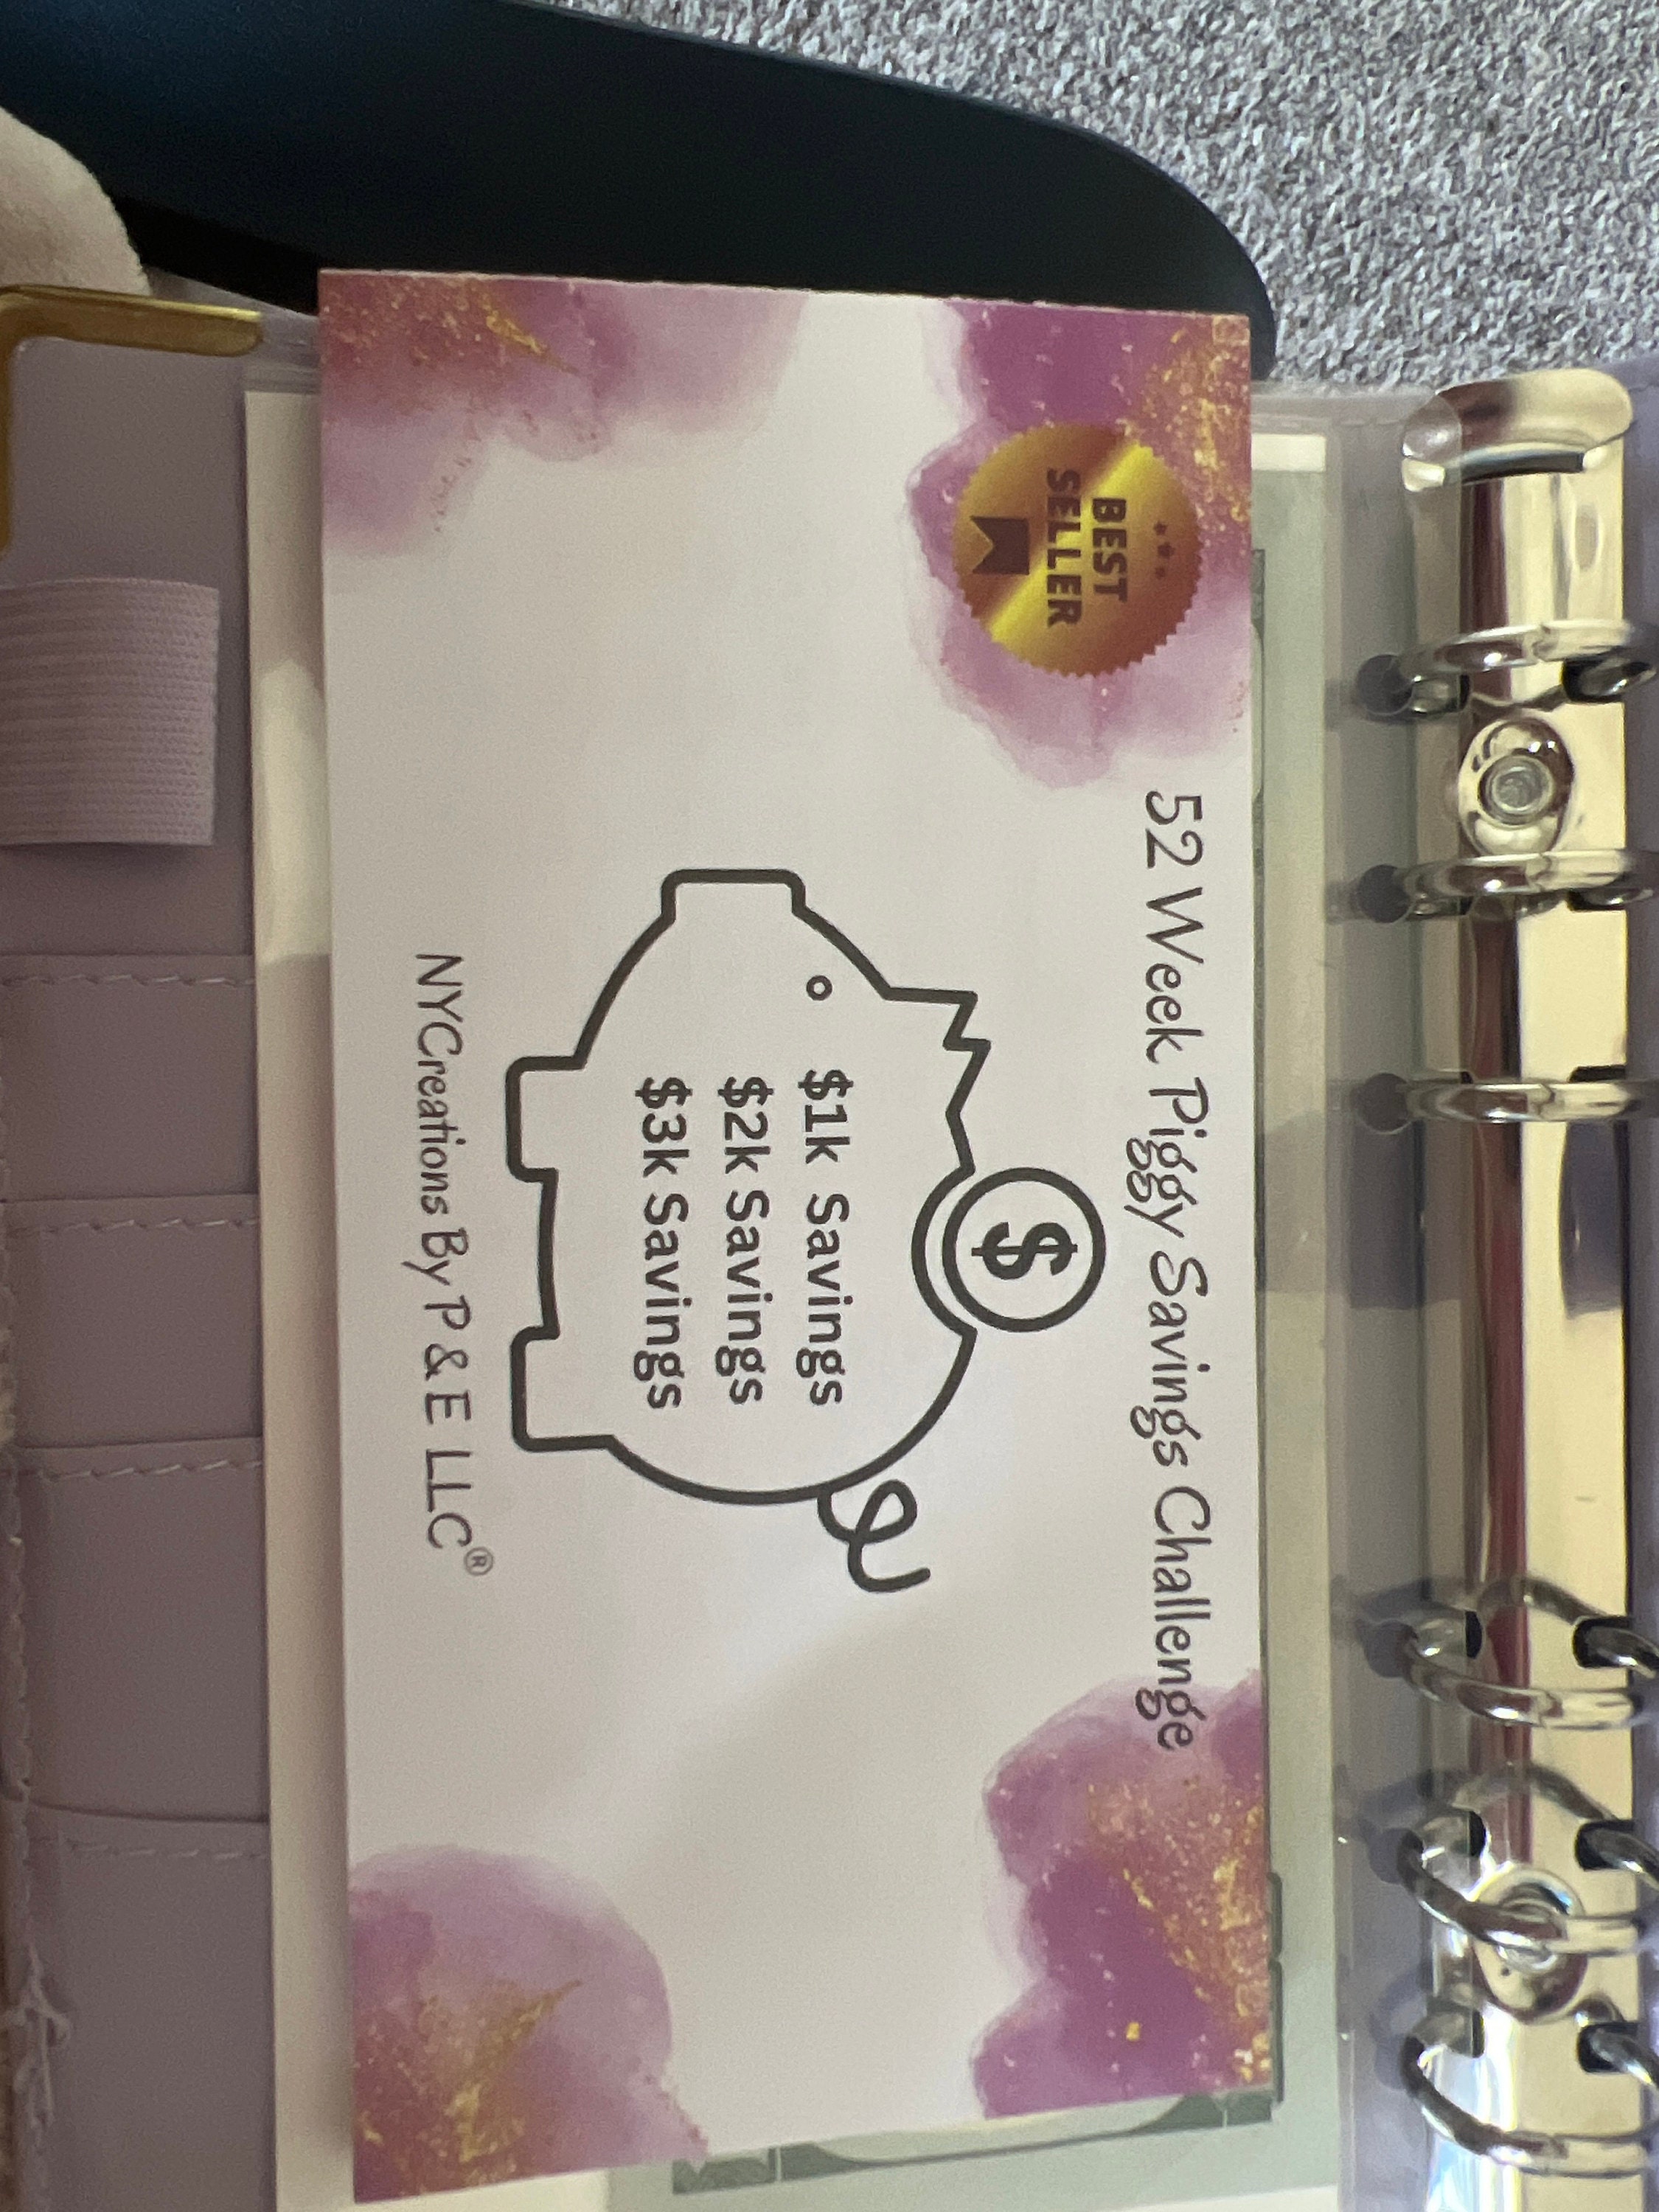 BEST
SELLER
52 Week Piggy Savings Challenge
$
$1k Savings
$2k Savings
$3k Savings
NYCreations By P & E LLC®